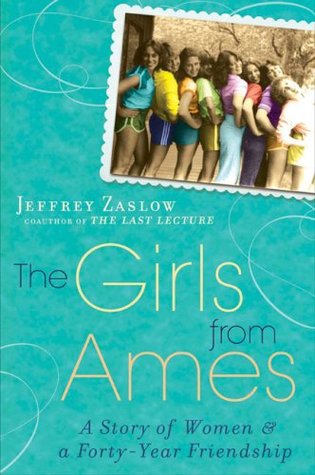 JEFFREY ZASLOW
COAUTHOR OF THE LAST LECTURE
The
Girls
from
Ames
A Story of Women &
a Forty-Year Friendship